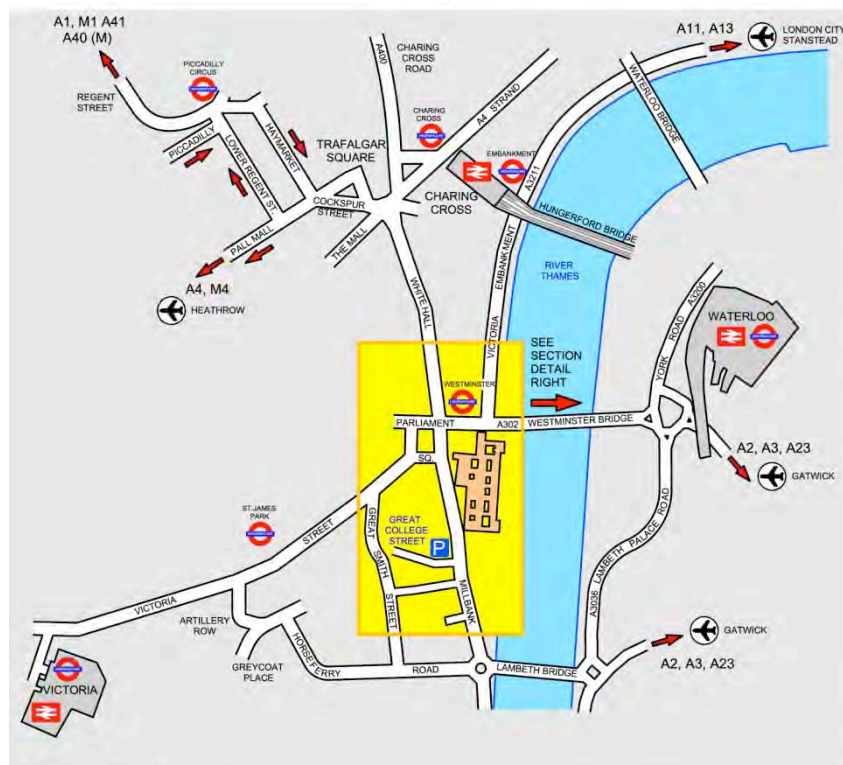 A1, M1 A41
A40 (M)
REGENT
STREET
PICCADILLY
CIRCUS
PICCADILLY
HAYMARKET
LOWER REGENT ST.
PALL MALL
A4, M4
HEATHROW
TRAFALGAR
SQUARE
COCKSPUR
STREET
THE MALL
A400
CHARING
CROSS
ROAD
CHARING
CROSS
A4 STRAND
EMBANKMENT
CHARING
CROSS
A3211
HUNGERFORD BRIDGE
WATERLOO BRIDGE
A11, A13
LONDON CITY
STANSTEAD
RIVER
THAMES
VICTORIA
EMBANKMENT
WHITE HALL
SEE
SECTION
DETAIL
RIGHT
WESTMINSTER
PARLIAMENT
SQ.
A302
WESTMINSTER BRIDGE
YORK ROAD
A3200
WATERLOO
A2, A3, A23
GATWICK
GREAT
COLLEGE
STREET
P
GREAT
SMITH
STREET
MILLBANK
ST.JAMES
PARK
VICTORIA
STREET
ARTILLERY
ROW
GREYCOAT
PLACE
HORSEFERRY
ROAD
LAMBETH BRIDGE
A3036
LAMBETH PALACE ROAD
GATWICK
A2, A3, A23
VICTORIA